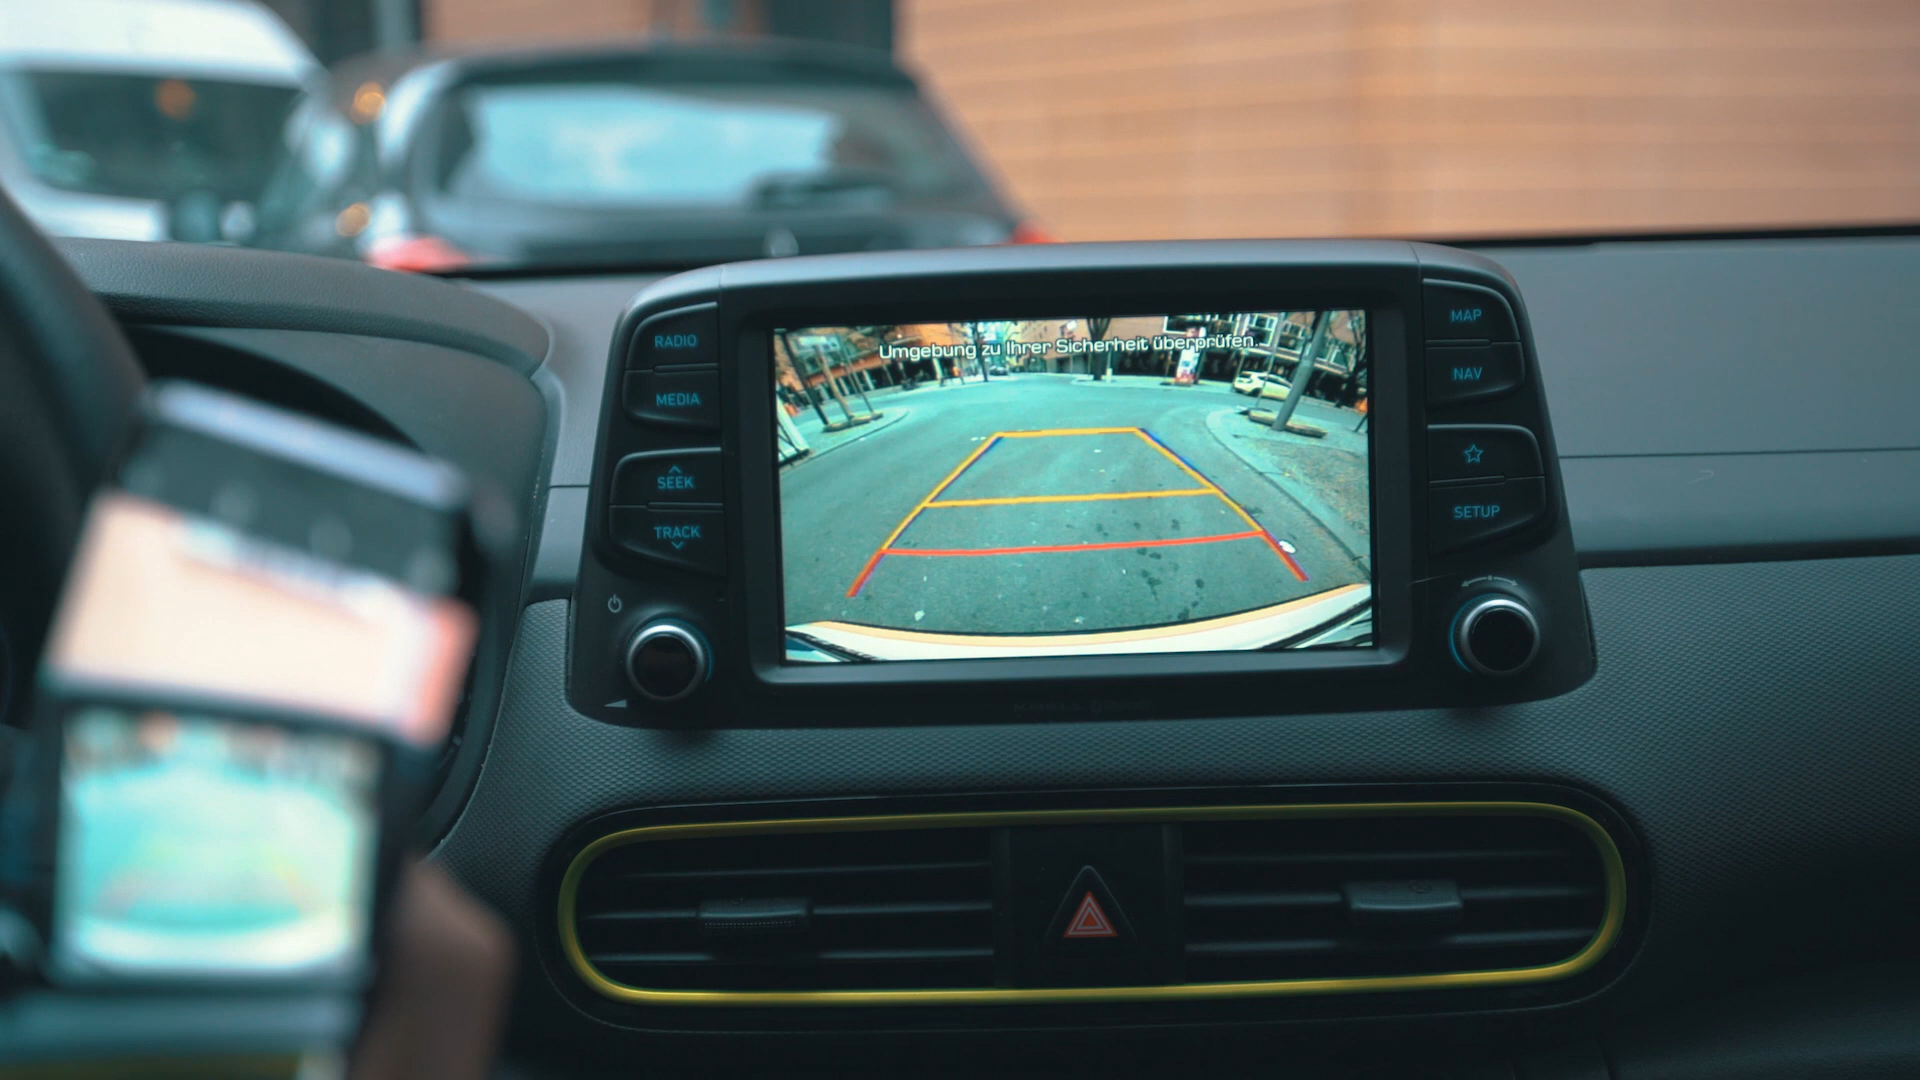 Umgebung zu Ihrer Sicherheit überprüfen.
RADIO
MEDIA
SEEK
TRACK
MAP
NAV
SETUP